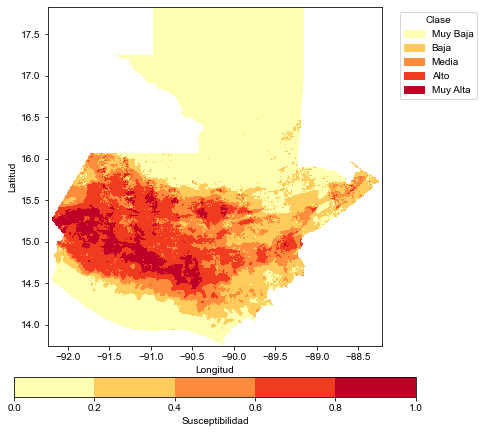 Clase
Muy Baja
Baja
Media
Alto
Muy Alta
17.5
17.0
16.5
16.0
15.5
15.0
14.5
14.0
Latitud
−92.0 −91.5 −91.0 −90.5 −90.0 −89.5 −89.0 −88.5
Longitud
0.0 0.2 0.4 0.6 0.8 1.0
Susceptibilidad